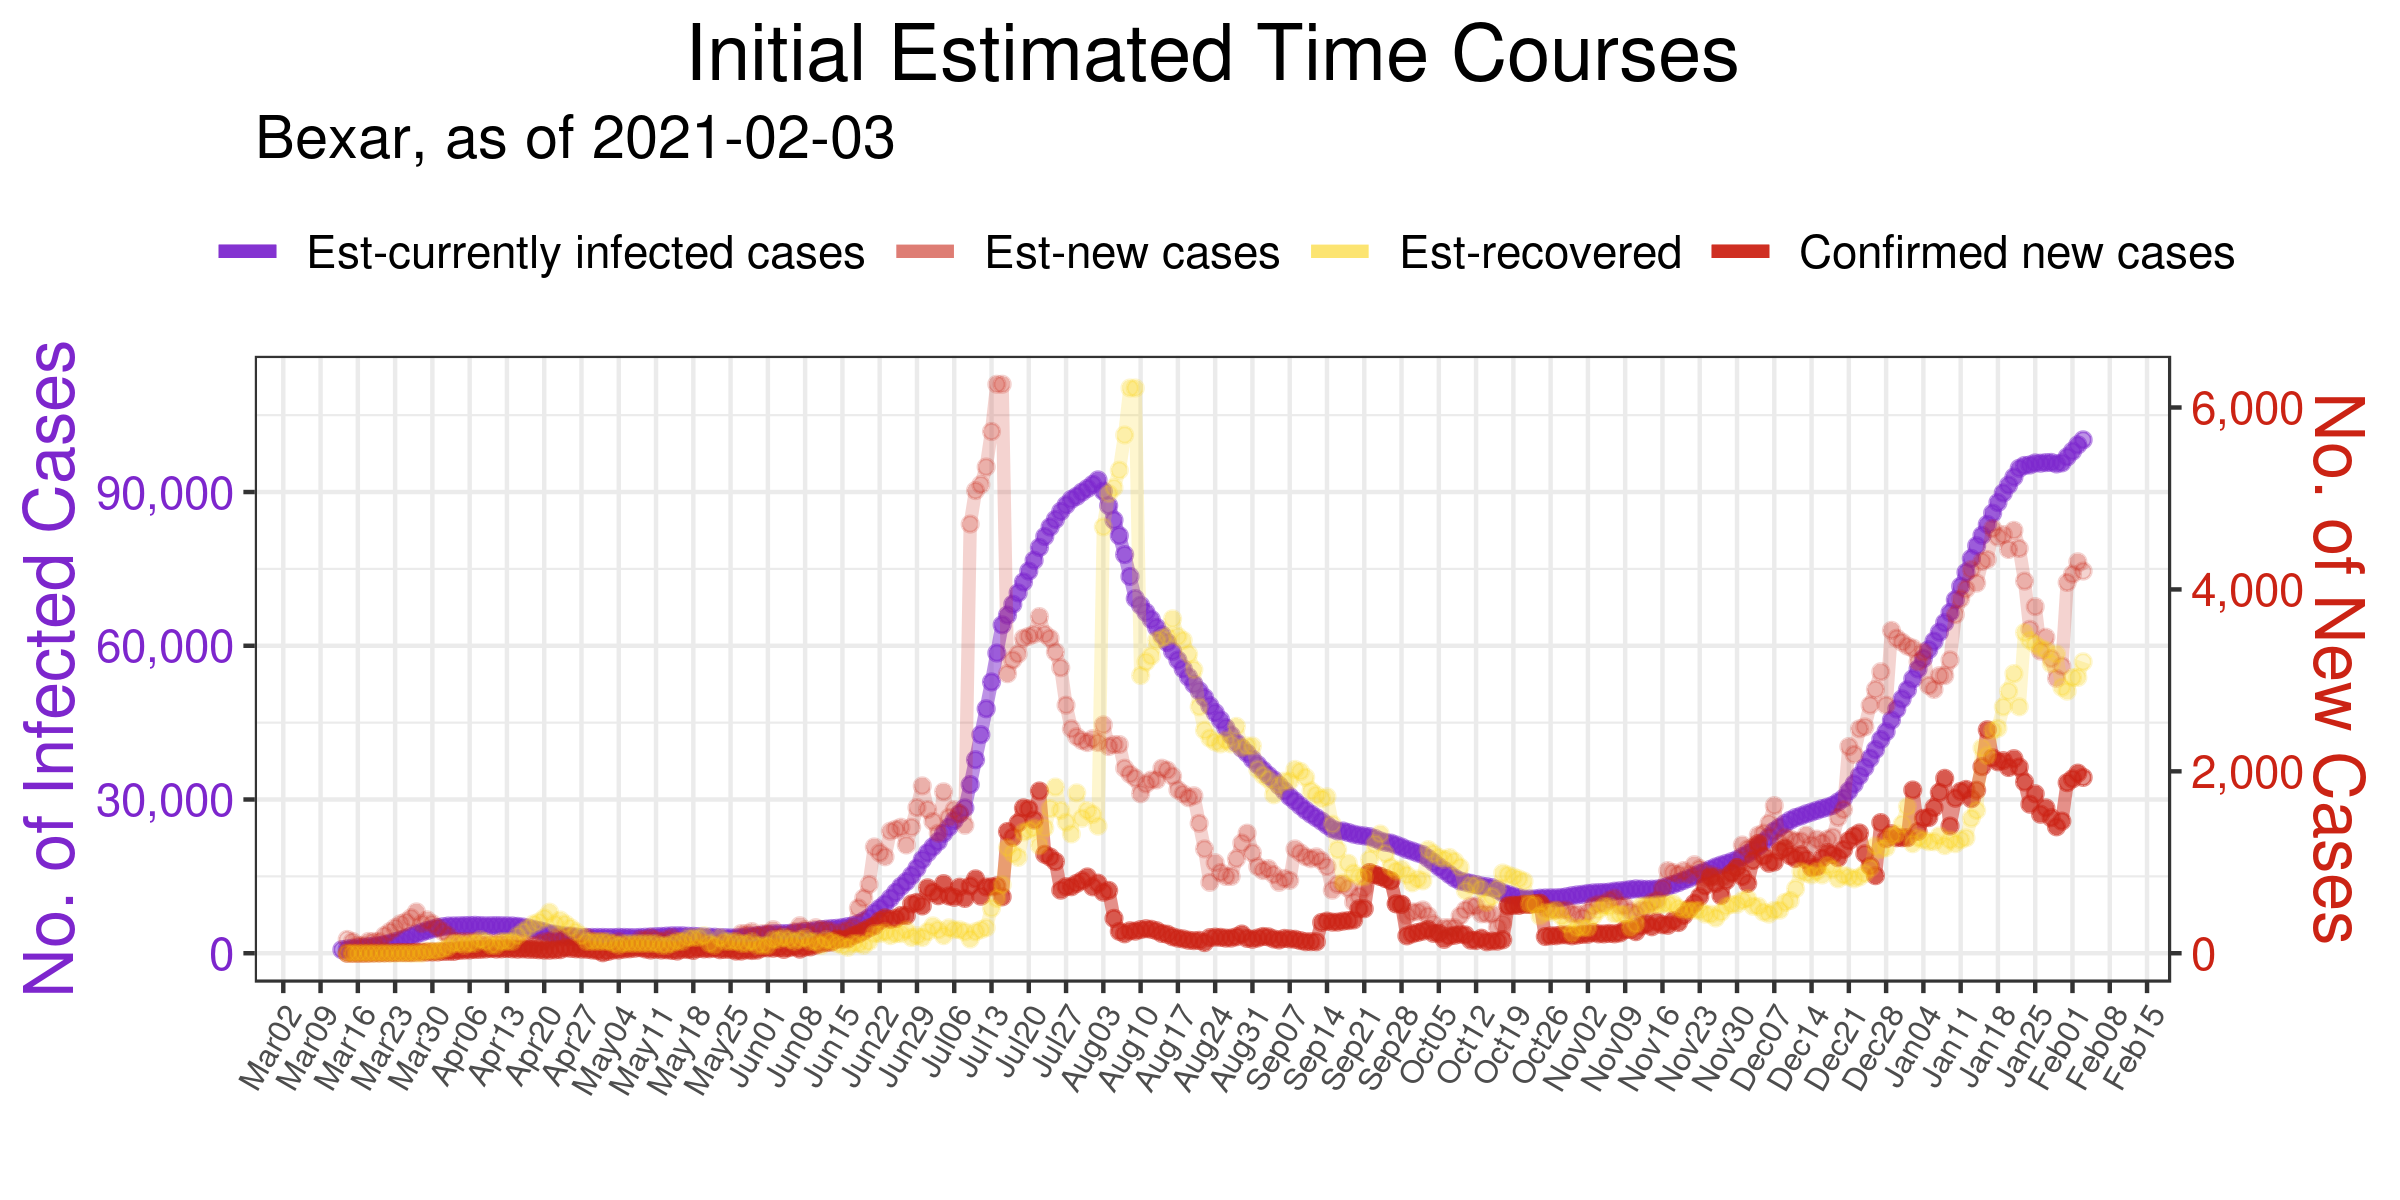 Initial Estimated Time Courses
Bexar, as of 2021-02-03
Est-currently infected cases
Est-new cases
Est-recovered
Confirmed new cases
No. of Infected Cases
90,000
60,000
30,000
0
6,000
4,000
2,000
0
No. of New Cases
Mar02
Mar09
Mar16
Mar23
Mar30
Apr06
Apr13
Apr20
Apr27
May04
May11
May18
May25
Jun01
Jun08
Jun15
Jun22
Jun29
Jul06
Jul13
Jul20
Jul27
Aug03
Aug10
Aug17
Aug24
Aug31
Sep07
Sep14
Sep21
Sep28
Oct05
Oct12
Oct19
Oct26
Nov02
Nov09
Nov16
Nov23
Nov30
Dec07
Dec14
Dec21
Dec28
Jan04
Jan11
Jan18
Jan25
Feb01
Feb08
Feb15